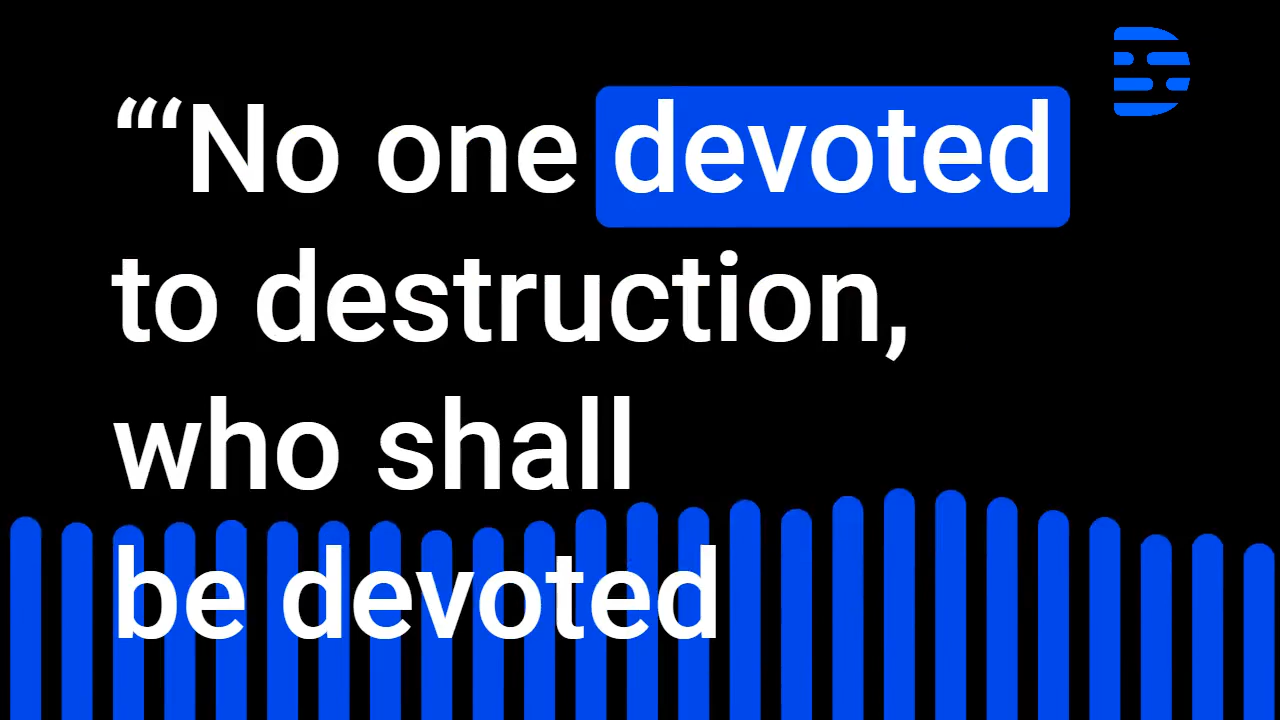 “‘No one devoted
to destruction,
who shall
be devoted